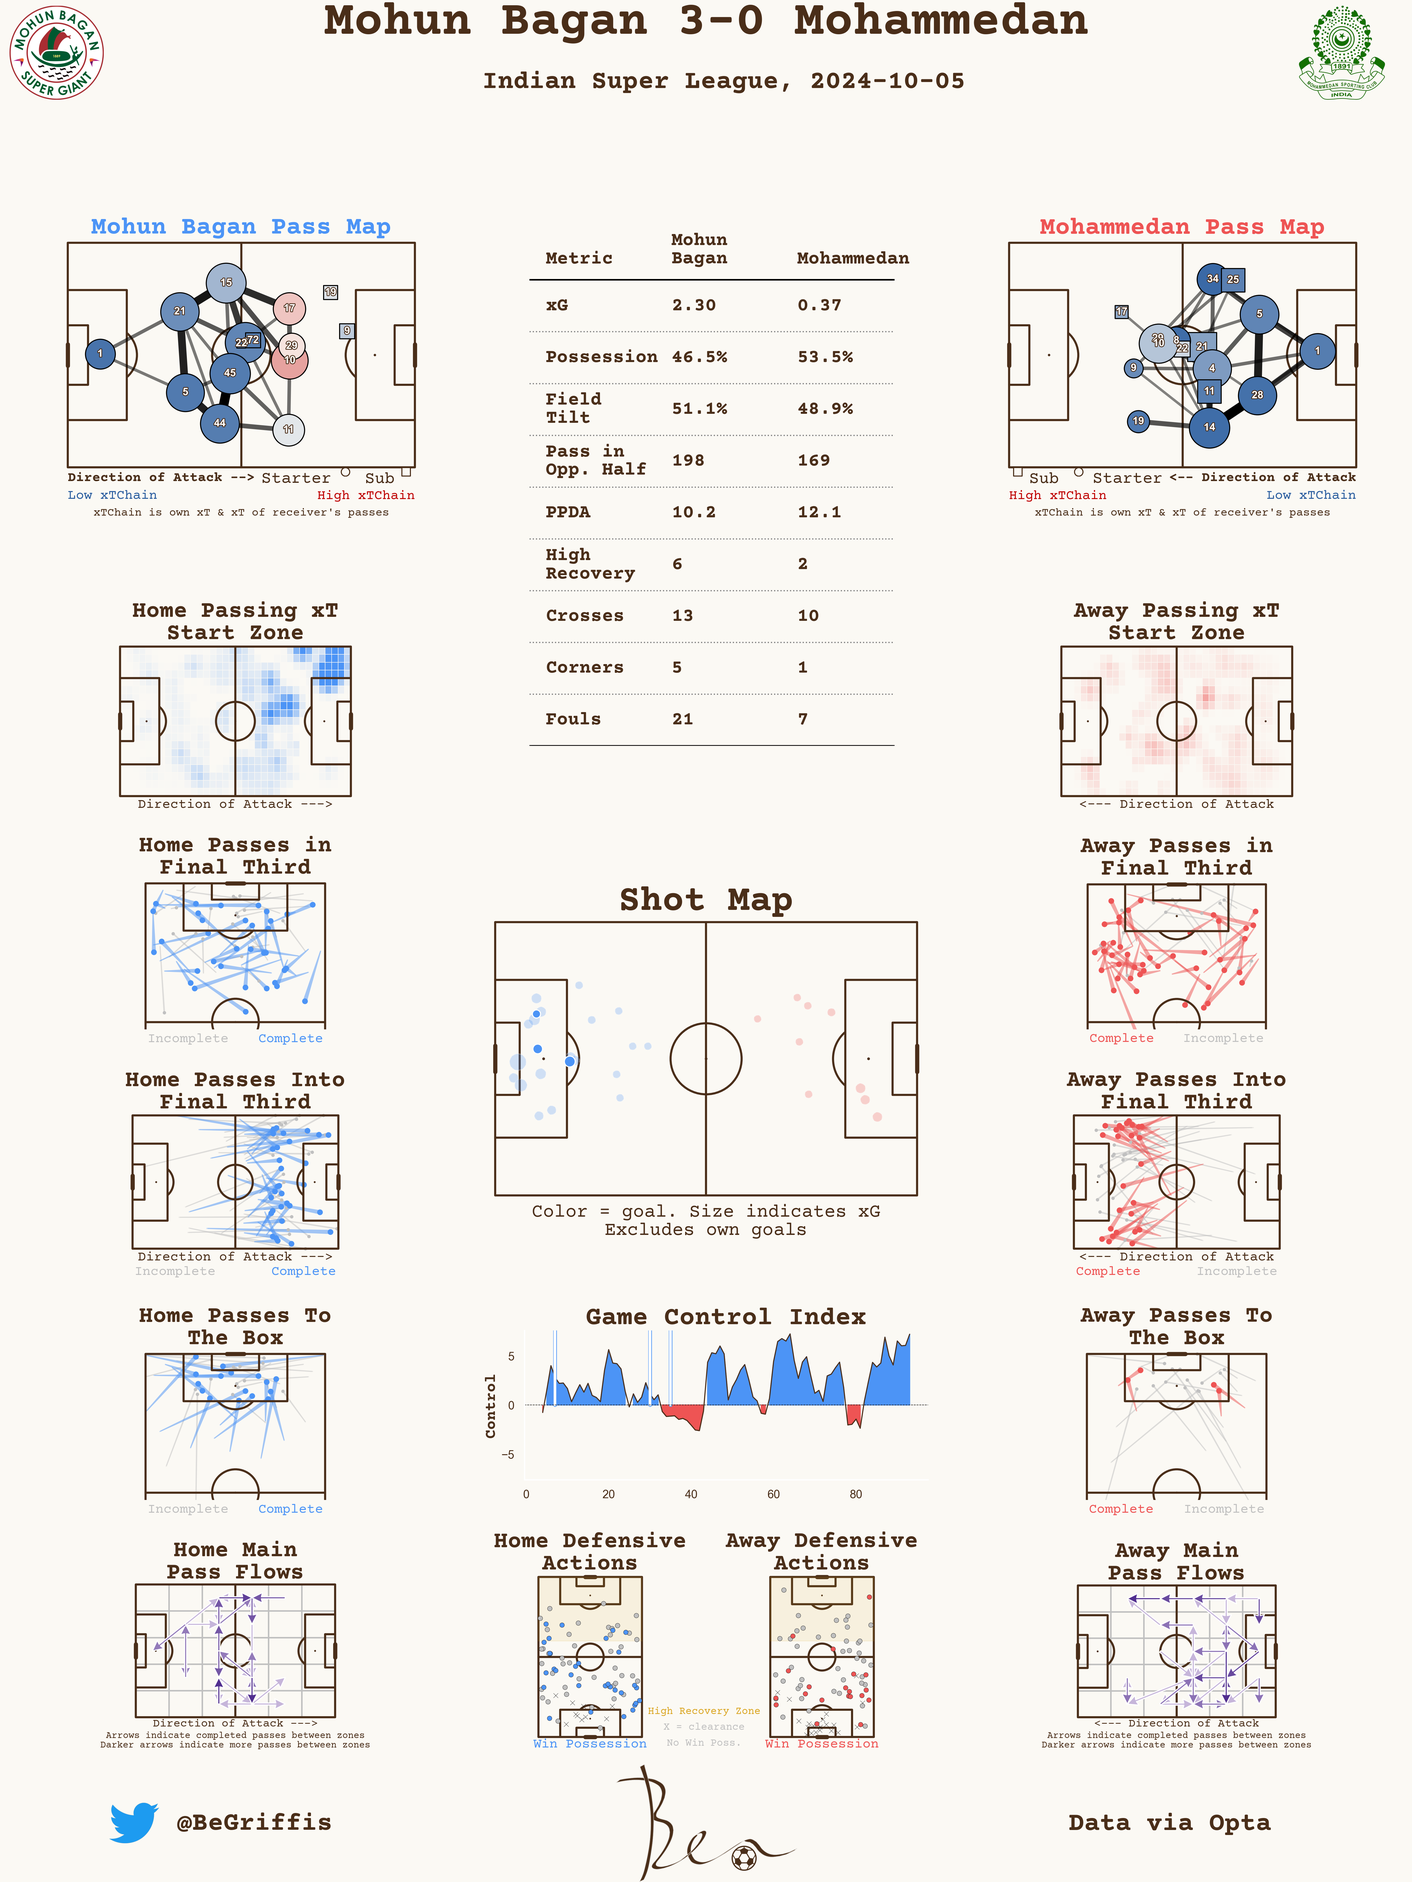 Mohun Bagan 3-0 Mohammedan
Indian Super League, 2024-10-05
MOHUN BAGAN
SUPER GIANT
1891
MOHAMMEDAN SPORTING CLUB
INDIA
Mohun Bagan Pass Map
15
19
17
21
9
22
72
29
1
10
45
5
44
11
Direction of Attack --> Starter Sub
Low xTChain High xTChain
xTChain is own xT & xT of receiver's passes
Metric Mohun Bagan Mohammedan
xG 2.30 0.37
Possession 46.5% 53.5%
Field Tilt 51.1% 48.9%
Pass in Opp. Half 198 169
PPDA 10.2 12.1
High Recovery 6 2
Crosses 13 10
Corners 5 1
Fouls 21 7
Mohammedan Pass Map
34
25
17
5
10
8
22
21
1
9
4
11
28
19
14
Sub Starter <-- Direction of Attack
High xTChain Low xTChain
xTChain is own xT & xT of receiver's passes
Home Passing xT
Start Zone
Direction of Attack --->
Away Passing xT
Start Zone
<--- Direction of Attack
Home Passes in
Final Third
Incomplete Complete
Away Passes in
Final Third
Complete Incomplete
Shot Map
Color = goal. Size indicates xG
Excludes own goals
Home Passes Into
Final Third
Direction of Attack --->
Incomplete Complete
Away Passes Into
Final Third
<--- Direction of Attack
Complete Incomplete
Home Passes To
The Box
Incomplete Complete
Game Control Index
Control
5
0
−5
0 20 40 60 80
Away Passes To
The Box
Complete Incomplete
Home Main
Pass Flows
Direction of Attack --->
Arrows indicate completed passes between zones
Darker arrows indicate more passes between zones
Home Defensive
Actions
Win Possession
High Recovery Zone
X = clearance
No Win Poss.
Away Defensive
Actions
Win Possession
Away Main
Pass Flows
<--- Direction of Attack
Arrows indicate completed passes between zones
Darker arrows indicate more passes between zones
@BeGriffis
Ben
Data via Opta